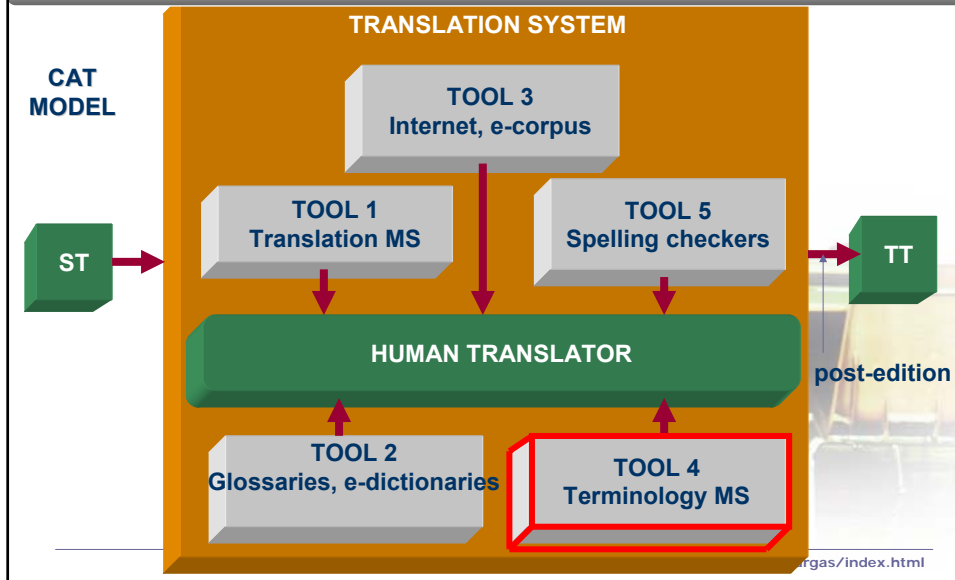 TRANSLATION SYSTEM
CAT
MODEL
TOOL 3
Internet, e-corpus
TOOL 1
Translation MS
TOOL 5
Spelling checkers
ST
TT
HUMAN TRANSLATOR
post-edition
TOOL 2
Glossaries, e-dictionaries
TOOL 4
Terminology MS
rgas/index.html